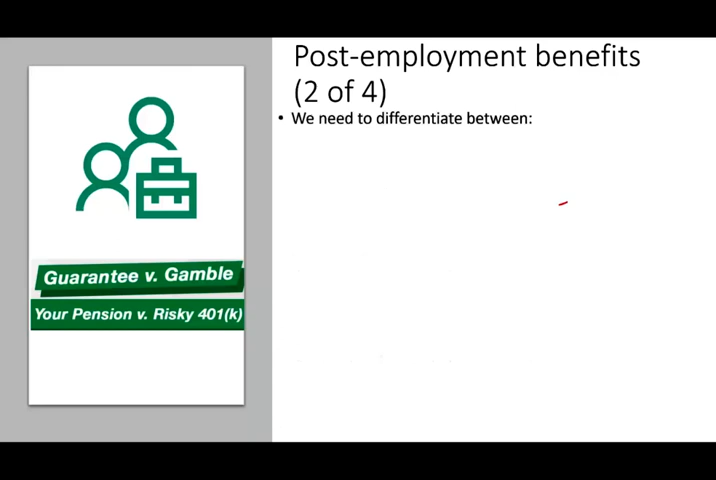 Post-employment benefits
(2 of 4)
• We need to differentiate between:
Guarantee v. Gamble
Your Pension v. Risky 401(k)